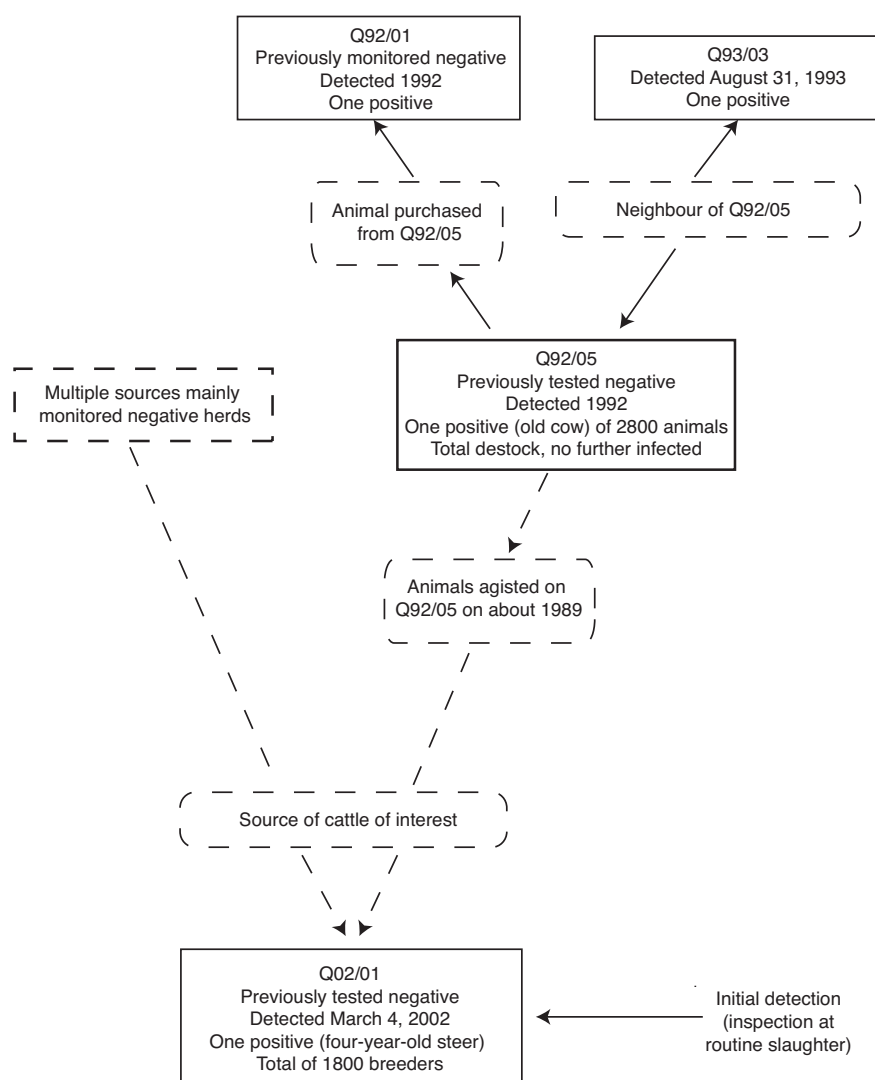 Q92/01
Previously monitored negative
Detected 1992
One positive
Q93/03
Detected August 31, 1993
One positive
Animal purchased
from Q92/05
Neighbour of Q92/05
Q92/05
Previously tested negative
Detected 1992
One positive (old cow) of 2800 animals
Total destock, no further infected
Multiple sources mainly
monitored negative herds
Animals agisted on
Q92/05 on about 1989
Source of cattle of interest
Q02/01
Previously tested negative
Detected March 4, 2002
One positive (four-year-old steer)
Total of 1800 breeders
Initial detection
(inspection at
routine slaughter)